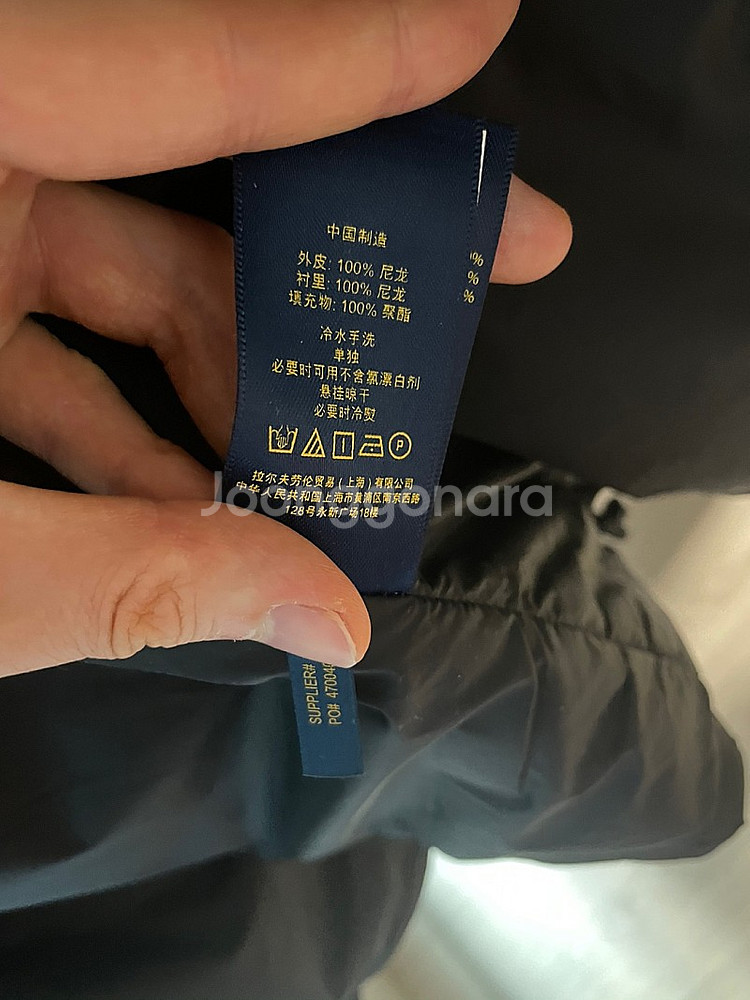 中国制造
外皮: 100% 尼龙
衬里: 100% 尼龙
填充物: 100% 聚酯
%
%
%
冷水手洗
单独
必要时可用不含氯漂白剂
悬挂晾干
必要时冷熨
P
拉尔夫劳伦贸易(上海)有限公司
中华人民共和国上海市黄浦区南京西路
128号永新广场18楼
Joonggonara
SUPPLIER#
PO# 47004